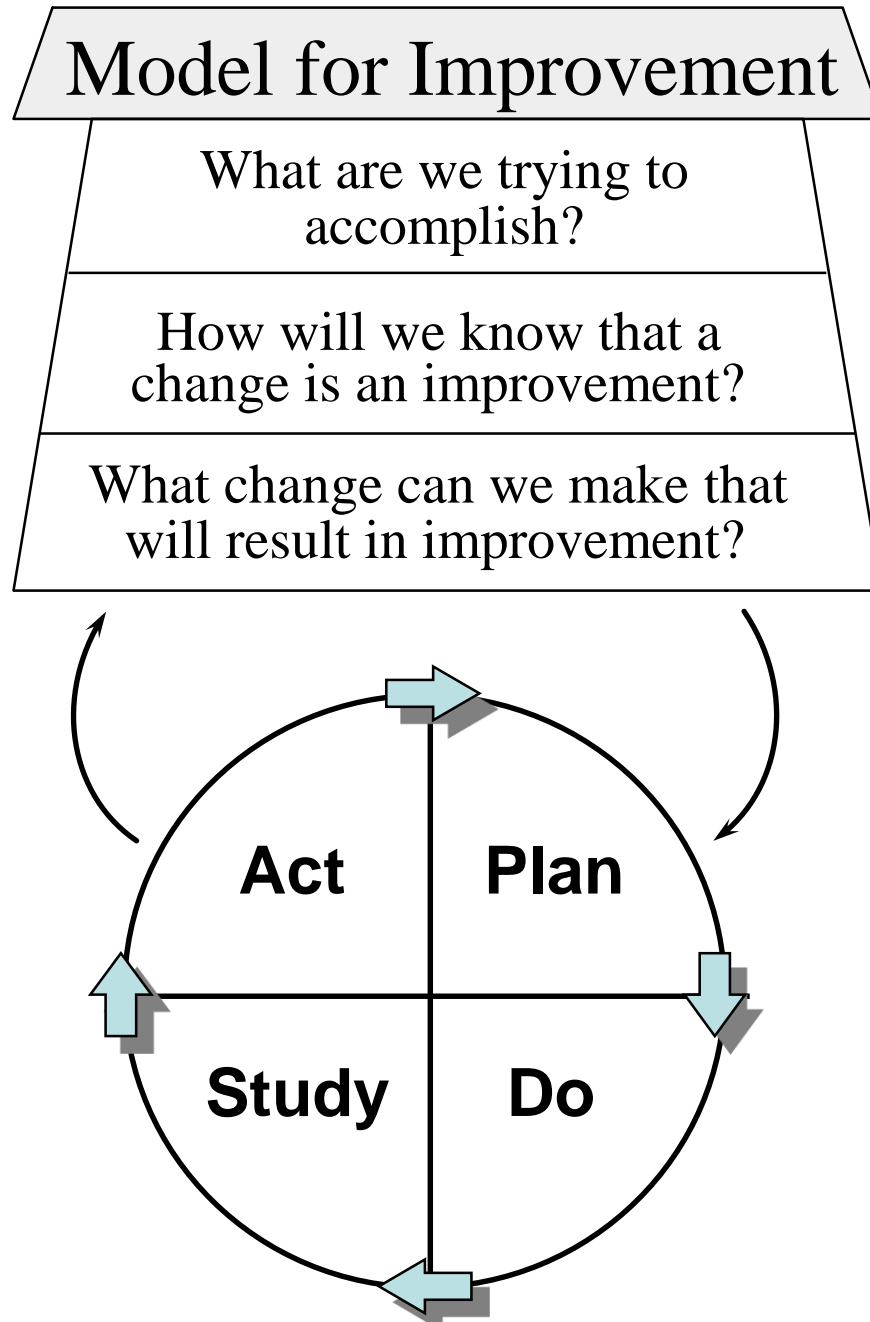 Model for Improvement
What are we trying to
accomplish?
How will we know that a
change is an improvement?
What change can we make that
will result in improvement?
Act
Plan
Study
Do